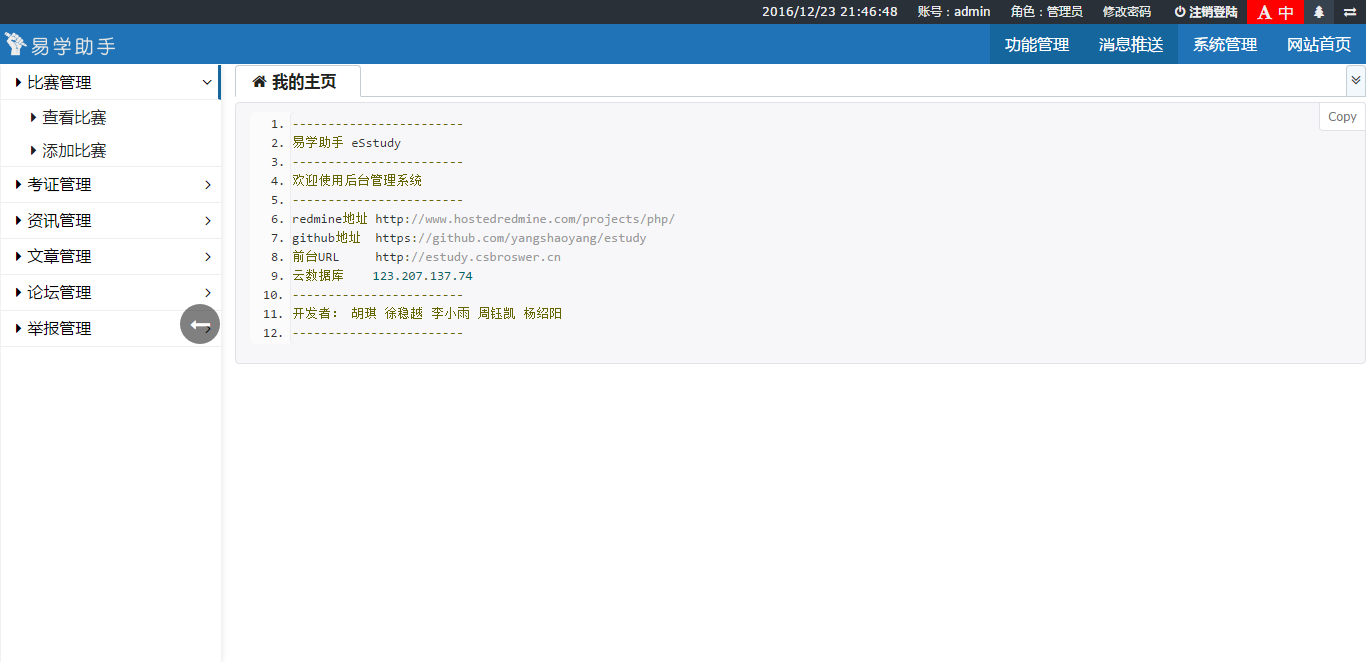 2016/12/23 21:46:48 账号：admin 角色：管理员 修改密码 注销登陆 A 中
易学助手 功能管理 消息推送 系统管理 网站首页
比赛管理
查看比赛
添加比赛
考证管理
资讯管理
文章管理
论坛管理
举报管理
我的主页
Copy
1. ------------------------
2. 易学助手 eSstudy
3. ------------------------
4. 欢迎使用后台管理系统
5. ------------------------
6. redmine地址 http://www.hostedredmine.com/projects/php/
7. github地址 https://github.com/yangshaoyang/estudy
8. 前台URL http://estudy.csbroswer.cn
9. 云数据库 123.207.137.74
10. ------------------------
11. 开发者： 胡琪 徐稳越 李小雨 周钰凯 杨绍阳
12. ------------------------